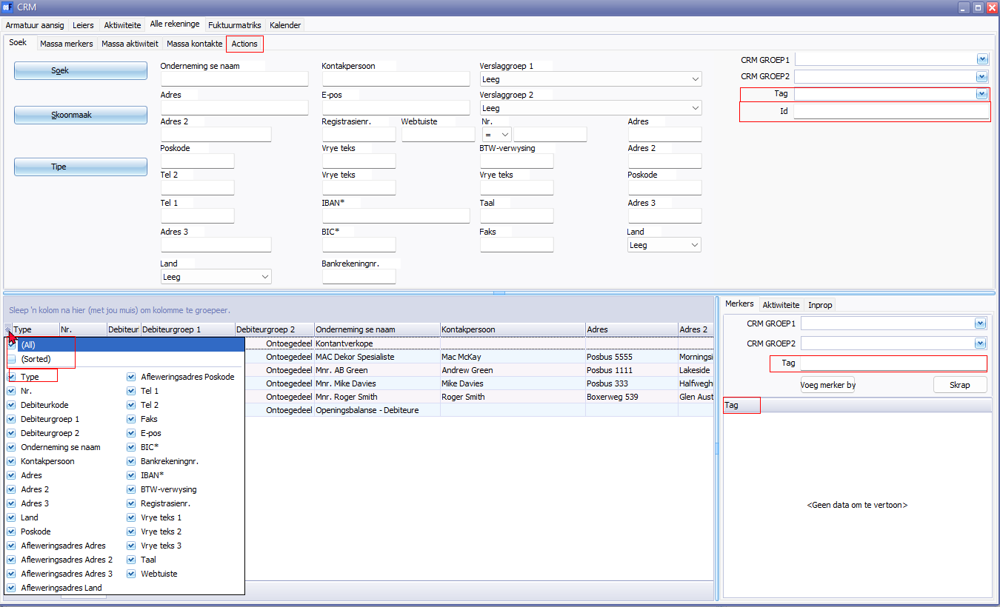 osf CRM
Armatuur aansig Leiers Aktiwiteite Alle rekeninge Fuktuurmatriks Kalender
Soek Massa merkers Massa aktiwiteit Massa kontakte Actions
Soek
Skoonmaak
Tipe
Onderneming se naam Kontakpersoon Verslaggroep 1
Leeg
Adres E-pos Verslaggroep 2
Leeg
Adres 2 Registrasienr. Webtuiste Nr. Adres
=
Poskode Vrye teks BTW-verwysing Adres 2
Tel 2 Vrye teks Vrye teks Poskode
Tel 1 IBAN* Taal Adres 3
Adres 3 BIC* Faks Land
Leeg
Land Bankrekeningnr.
Leeg
CRM GROEP1
CRM GROEP2
Tag
Id
Sleep 'n kolom na hier (met jou muis) om kolomme te groepeer.
Type Nr. Debiteur Debiteurgroep 1 Debiteurgroep 2 Onderneming se naam Kontakpersoon Adres Adres 2
Ontoegedeel Kontantverkope
Ontoegedeel MAC Dekor Spesialiste Mac McKay Posbus 5555 Morningsi
Ontoegedeel Mnr. AB Green Andrew Green Posbus 1111 Lakeside
Ontoegedeel Mnr. Mike Davies Mike Davies Posbus 333 Halfwegh
Ontoegedeel Mnr. Roger Smith Roger Smith Boxerweg 539 Glen Aust
Ontoegedeel Openingsbalanse - Debiteure
(All)
(Sorted)
Type Afleweringsadres Poskode
Nr. Tel 1
Debiteurkode Tel 2
Debiteurgroep 1 Faks
Debiteurgroep 2 E-pos
Onderneming se naam BIC*
Kontakpersoon Bankrekeningnr.
Adres IBAN*
Adres 2 BTW-verwysing
Adres 3 Registrasienr.
Land Vrye teks 1
Poskode Vrye teks 2
Afleweringsadres Adres Vrye teks 3
Afleweringsadres Adres 2 Taal
Afleweringsadres Adres 3 Webtuiste
Afleweringsadres Land
Merkers Aktiwiteite Inprop
CRM GROEP1
CRM GROEP2
Tag
Voeg merker by Skrap
Tag
<Geen data om te vertoon>